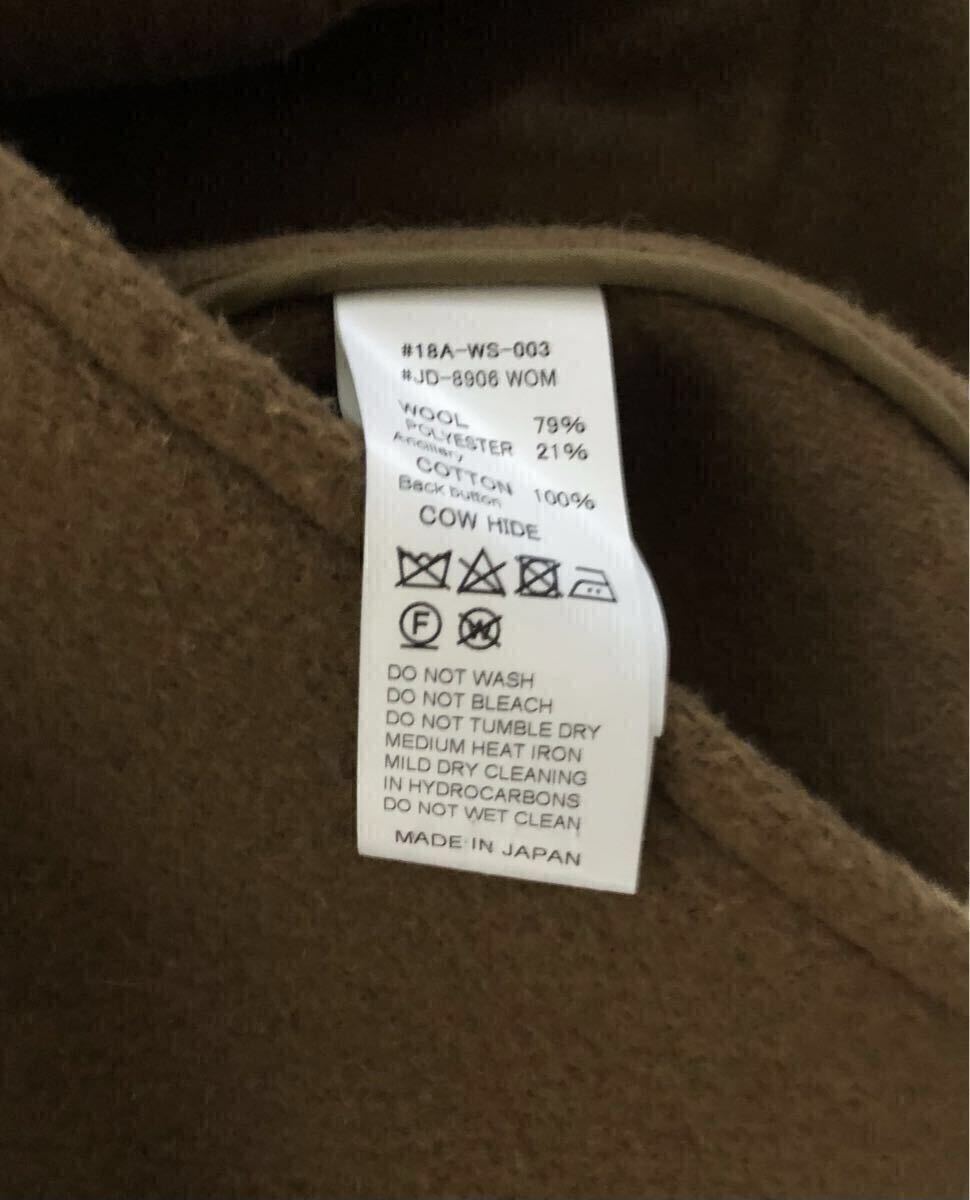 #18A-WS-003
#JD-8906 WOM
WOOL 79%
POLYESTER 21%
Ancillary
COTTON 100%
Back button
COW HIDE
F W
DO NOT WASH
DO NOT BLEACH
DO NOT TUMBLE DRY
MEDIUM HEAT IRON
MILD DRY CLEANING
IN HYDROCARBONS
DO NOT WET CLEAN
MADE IN JAPAN